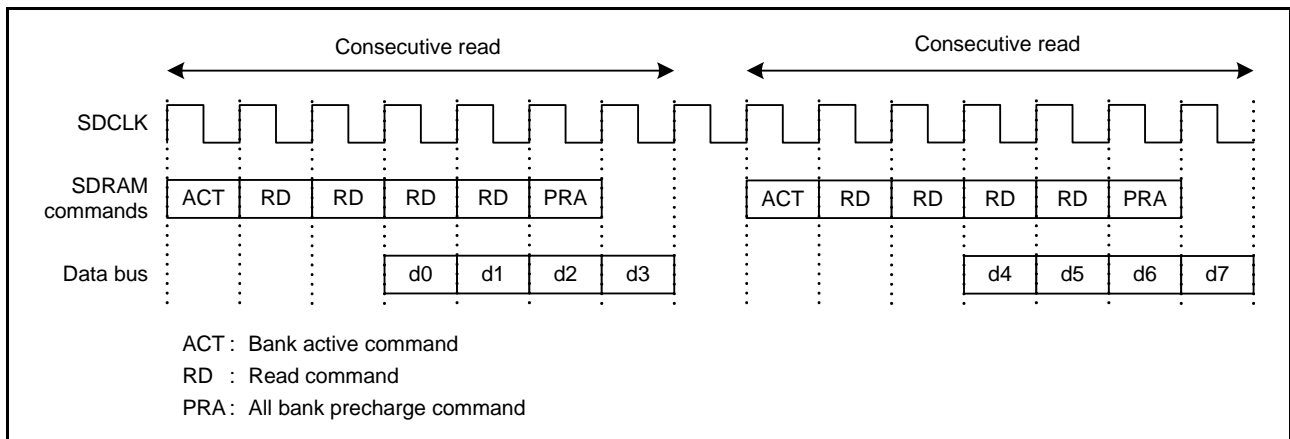 Consecutive read Consecutive read
SDCLK
SDRAM commands ACT RD RD RD RD PRA ACT RD RD RD RD PRA
Data bus d0 d1 d2 d3 d4 d5 d6 d7
ACT : Bank active command
RD : Read command
PRA : All bank precharge command